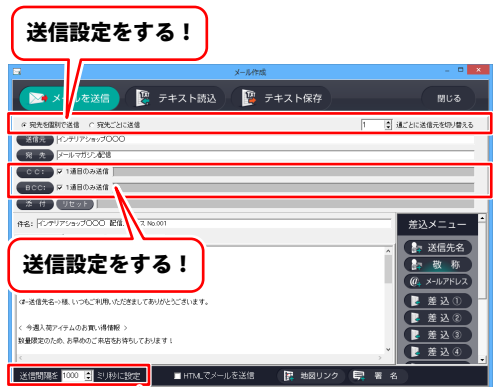 送信設定をする！
メール作成
メールを送信
テキスト読込
テキスト保存
閉じる
宛先を個別で送信 宛先ごとに送信 1 通ごとに送信元を切り替える
送信元 インテリアショップ〇〇〇
宛 先 メールマガジン配信
CC: 1通目のみ送信
BCC: 1通目のみ送信
添 付 リセット
件名: インテリアショップ〇〇〇 配信 ス No.001
送信設定をする！
<#-送信先名->様、いつもご利用いただきましてありがとうございます。
< 今週入荷アイテムのお買い得情報 >
数量限定のため、お早めのご来店をお待ちしております！
差込メニュー
送信先名
敬 称
メールアドレス
差 込 ①
差 込 ②
差 込 ③
差 込 ④
送信間隔を 1000 ミリ秒に設定
HTMLでメールを送信
地図リンク
署 名